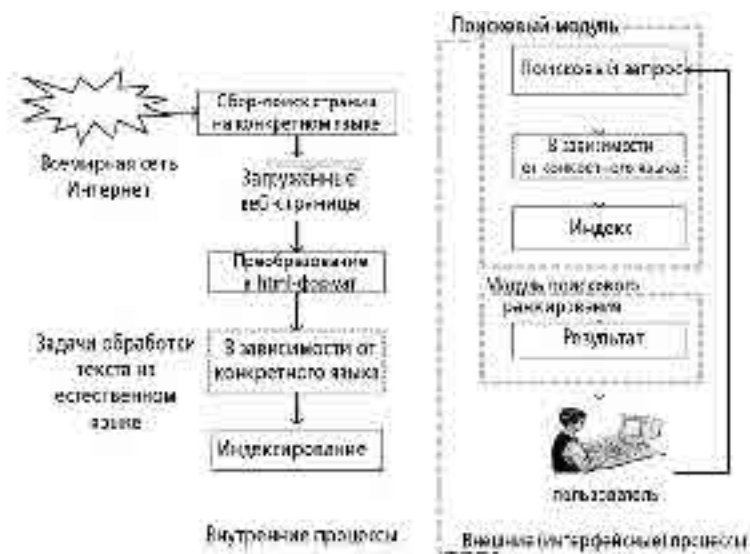 Всемирная сеть
Интернет
Сбор-поиск страниц
на конкретном языке
Загруженные
веб-страницы
Преобразование
в html-формат
Задачи обработки
текста на
естественном
языке
В зависимости от
конкретного языка
Индексирование
Внутренние процессы
Поисковый модуль
Поисковый запрос
В зависимости
от конкретного языка
Индекс
Модуль поискового
ранжирования
Результат
пользователь
Внешние (интерфейсные) процессы